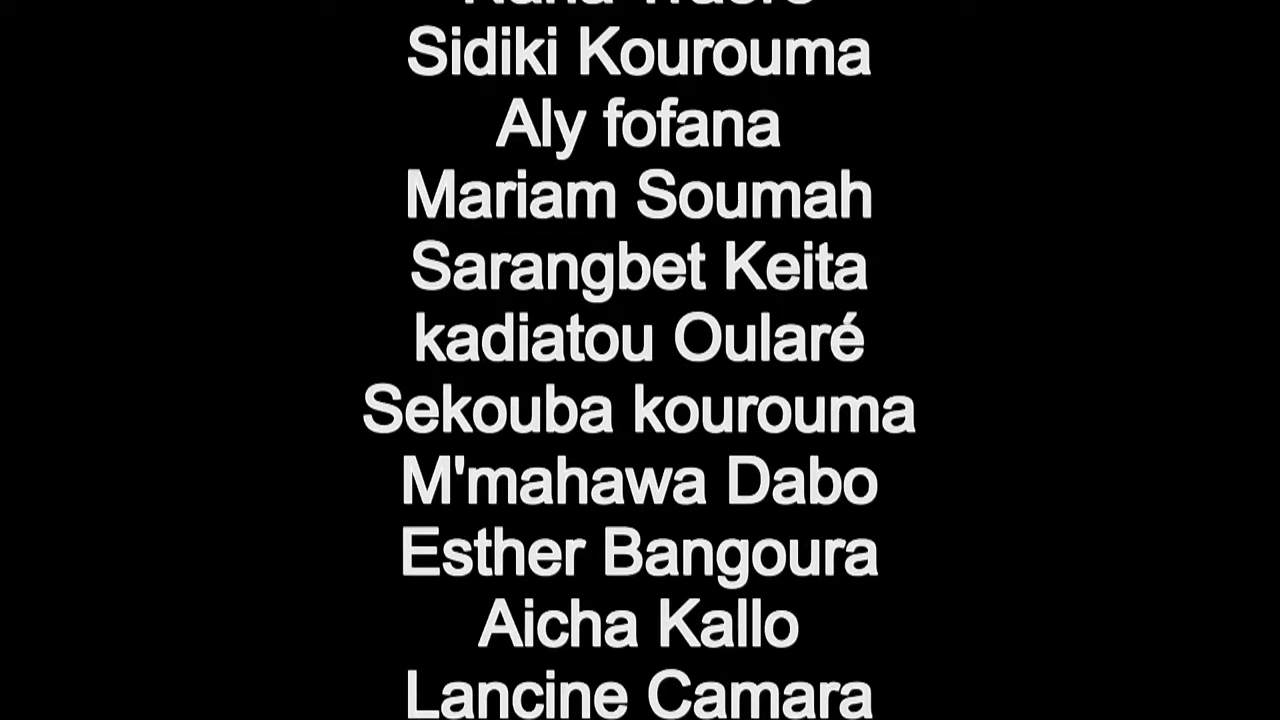 Sidiki Kourouma
Aly fofana
Mariam Soumah
Sarangbet Keita
kadiatou Oularé
Sekouba kourouma
M'mahawa Dabo
Esther Bangoura
Aicha Kallo
Lancine Camara